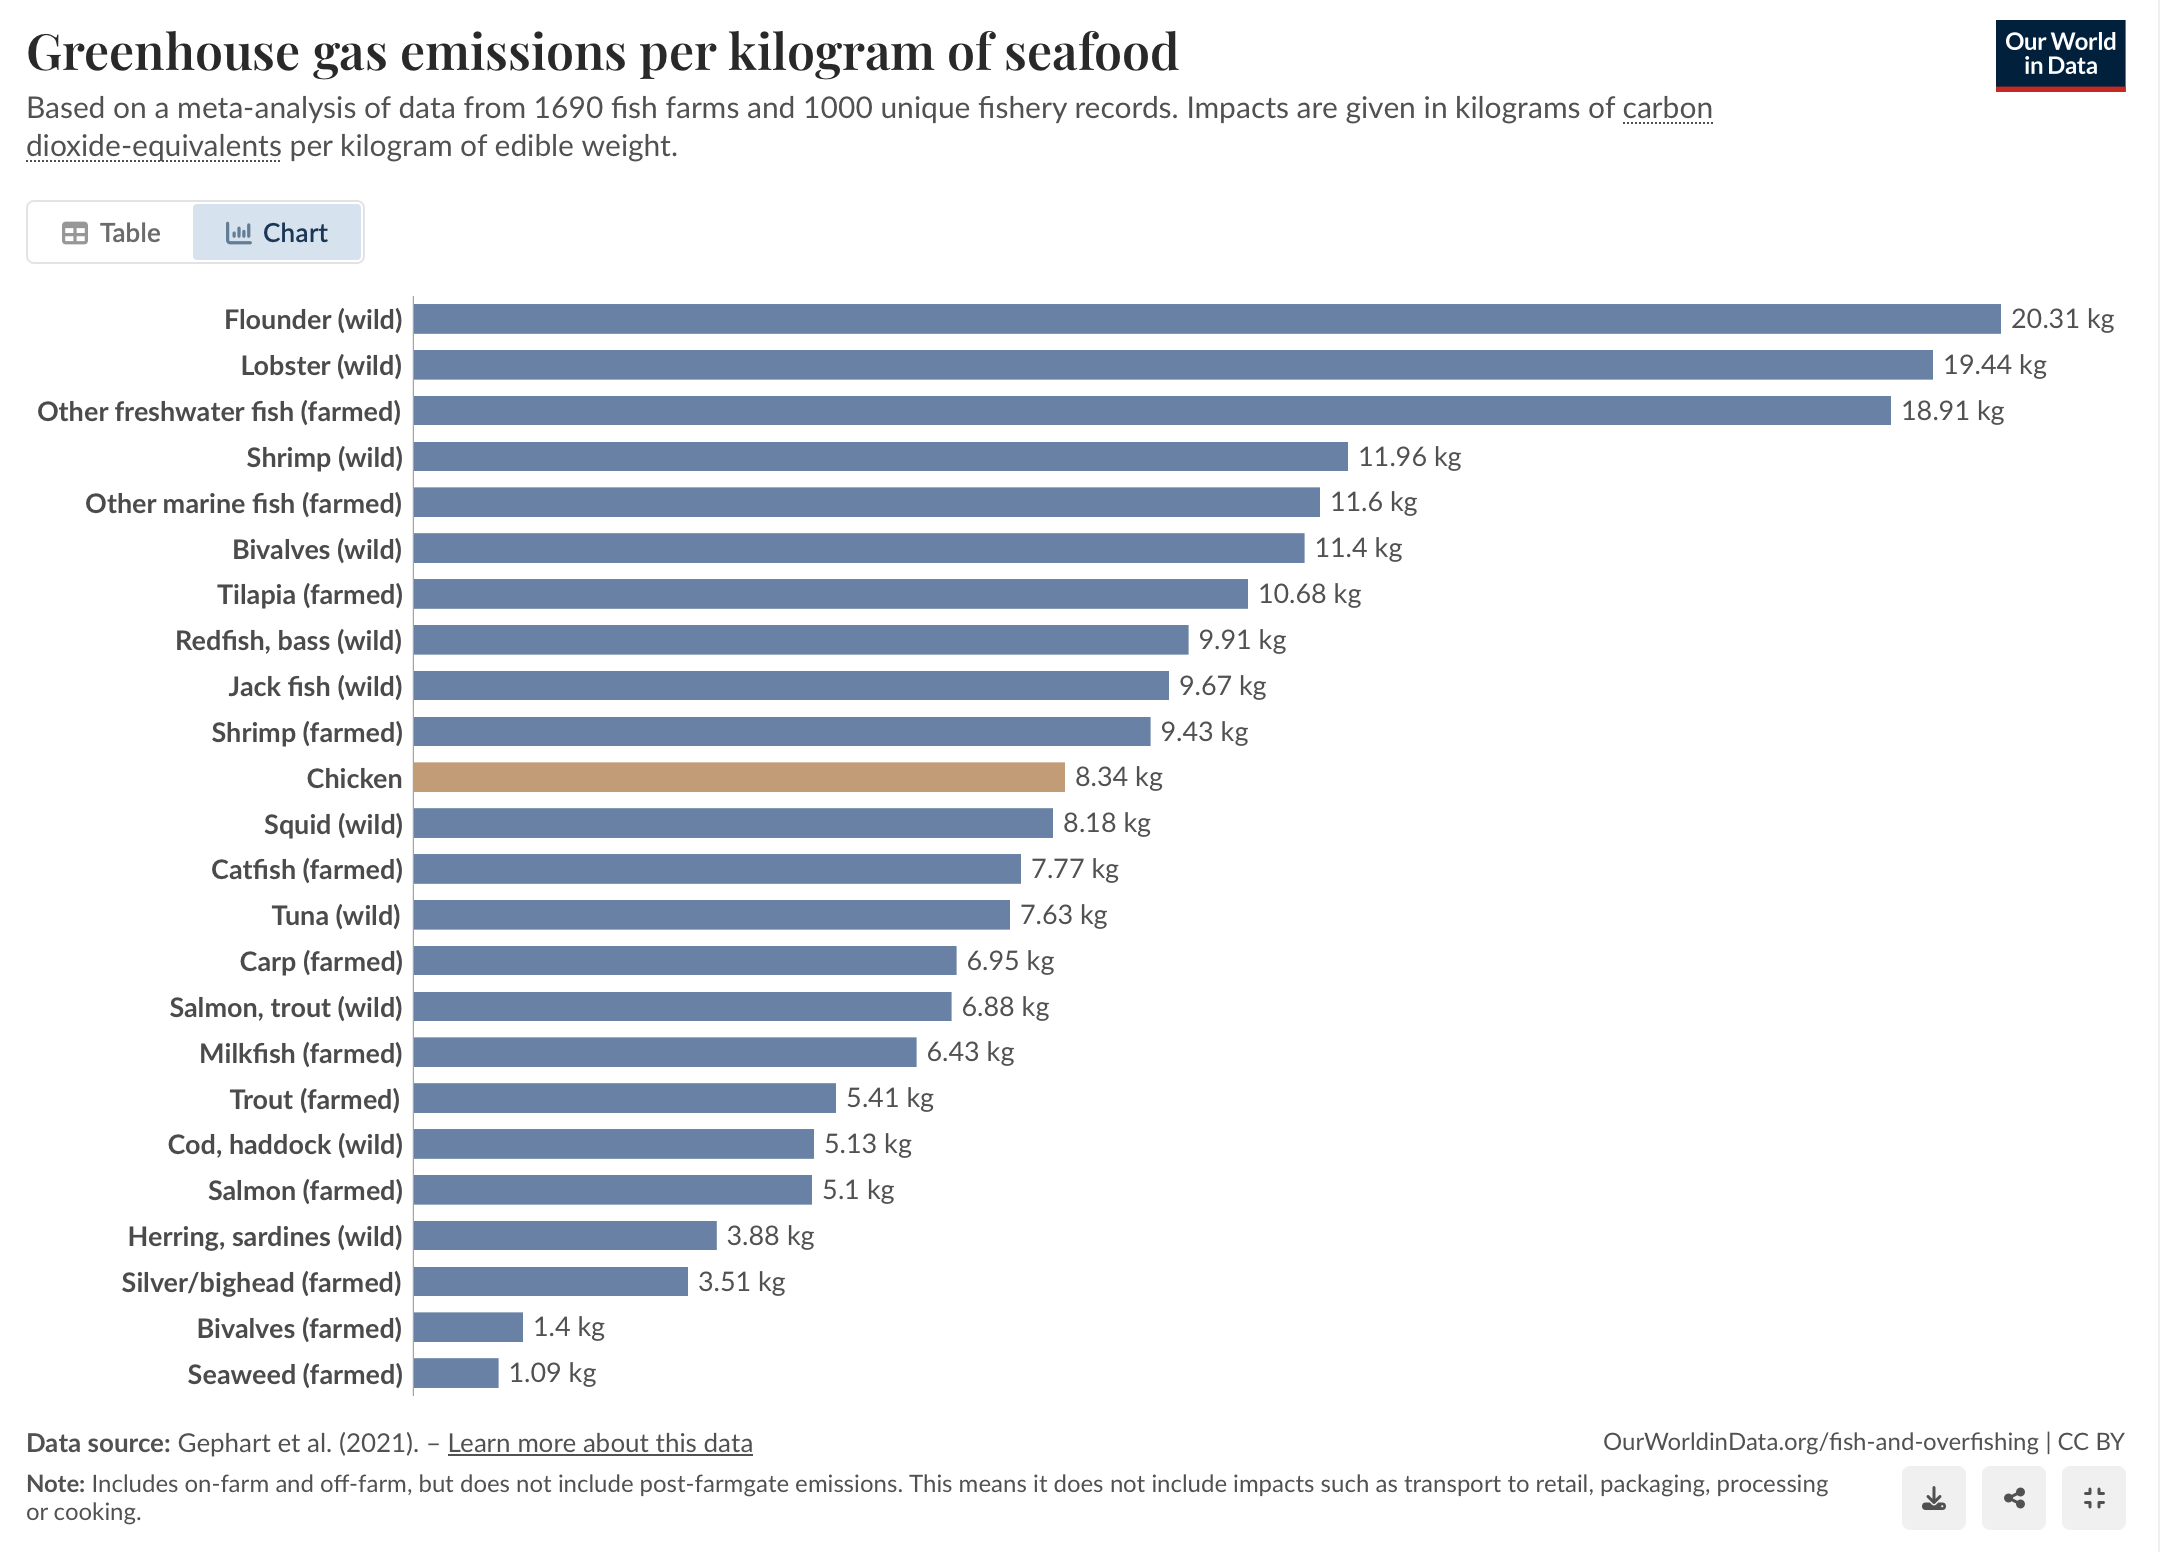 Greenhouse gas emissions per kilogram of seafood
Our World
in Data
Based on a meta-analysis of data from 1690 fish farms and 1000 unique fishery records. Impacts are given in kilograms of carbon
dioxide-equivalents per kilogram of edible weight.
Table
Chart
Flounder (wild) 20.31 kg
Lobster (wild) 19.44 kg
Other freshwater fish (farmed) 18.91 kg
Shrimp (wild) 11.96 kg
Other marine fish (farmed) 11.6 kg
Bivalves (wild) 11.4 kg
Tilapia (farmed) 10.68 kg
Redfish, bass (wild) 9.91 kg
Jack fish (wild) 9.67 kg
Shrimp (farmed) 9.43 kg
Chicken 8.34 kg
Squid (wild) 8.18 kg
Catfish (farmed) 7.77 kg
Tuna (wild) 7.63 kg
Carp (farmed) 6.95 kg
Salmon, trout (wild) 6.88 kg
Milkfish (farmed) 6.43 kg
Trout (farmed) 5.41 kg
Cod, haddock (wild) 5.13 kg
Salmon (farmed) 5.1 kg
Herring, sardines (wild) 3.88 kg
Silver/bighead (farmed) 3.51 kg
Bivalves (farmed) 1.4 kg
Seaweed (farmed) 1.09 kg
Data source: Gephart et al. (2021). – Learn more about this data
OurWorldinData.org/fish-and-overfishing | CC BY
Note: Includes on-farm and off-farm, but does not include post-farmgate emissions. This means it does not include impacts such as transport to retail, packaging, processing
or cooking.